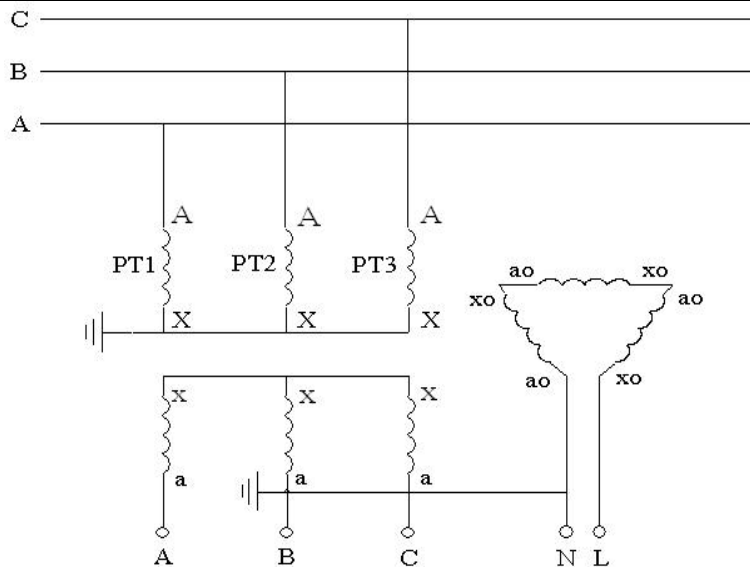 C
B
A
A A A
PT1 PT2 PT3
X X X
ao xo
xo ao
ao xo
x x x
a a a
A B C N L